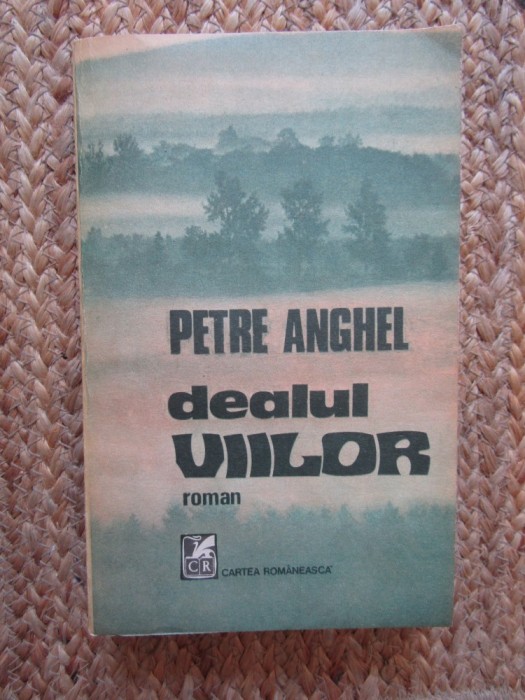 PETRE ANGHEL
dealul
VIILOR
roman
CR
CARTEA ROMÂNEASCĂ